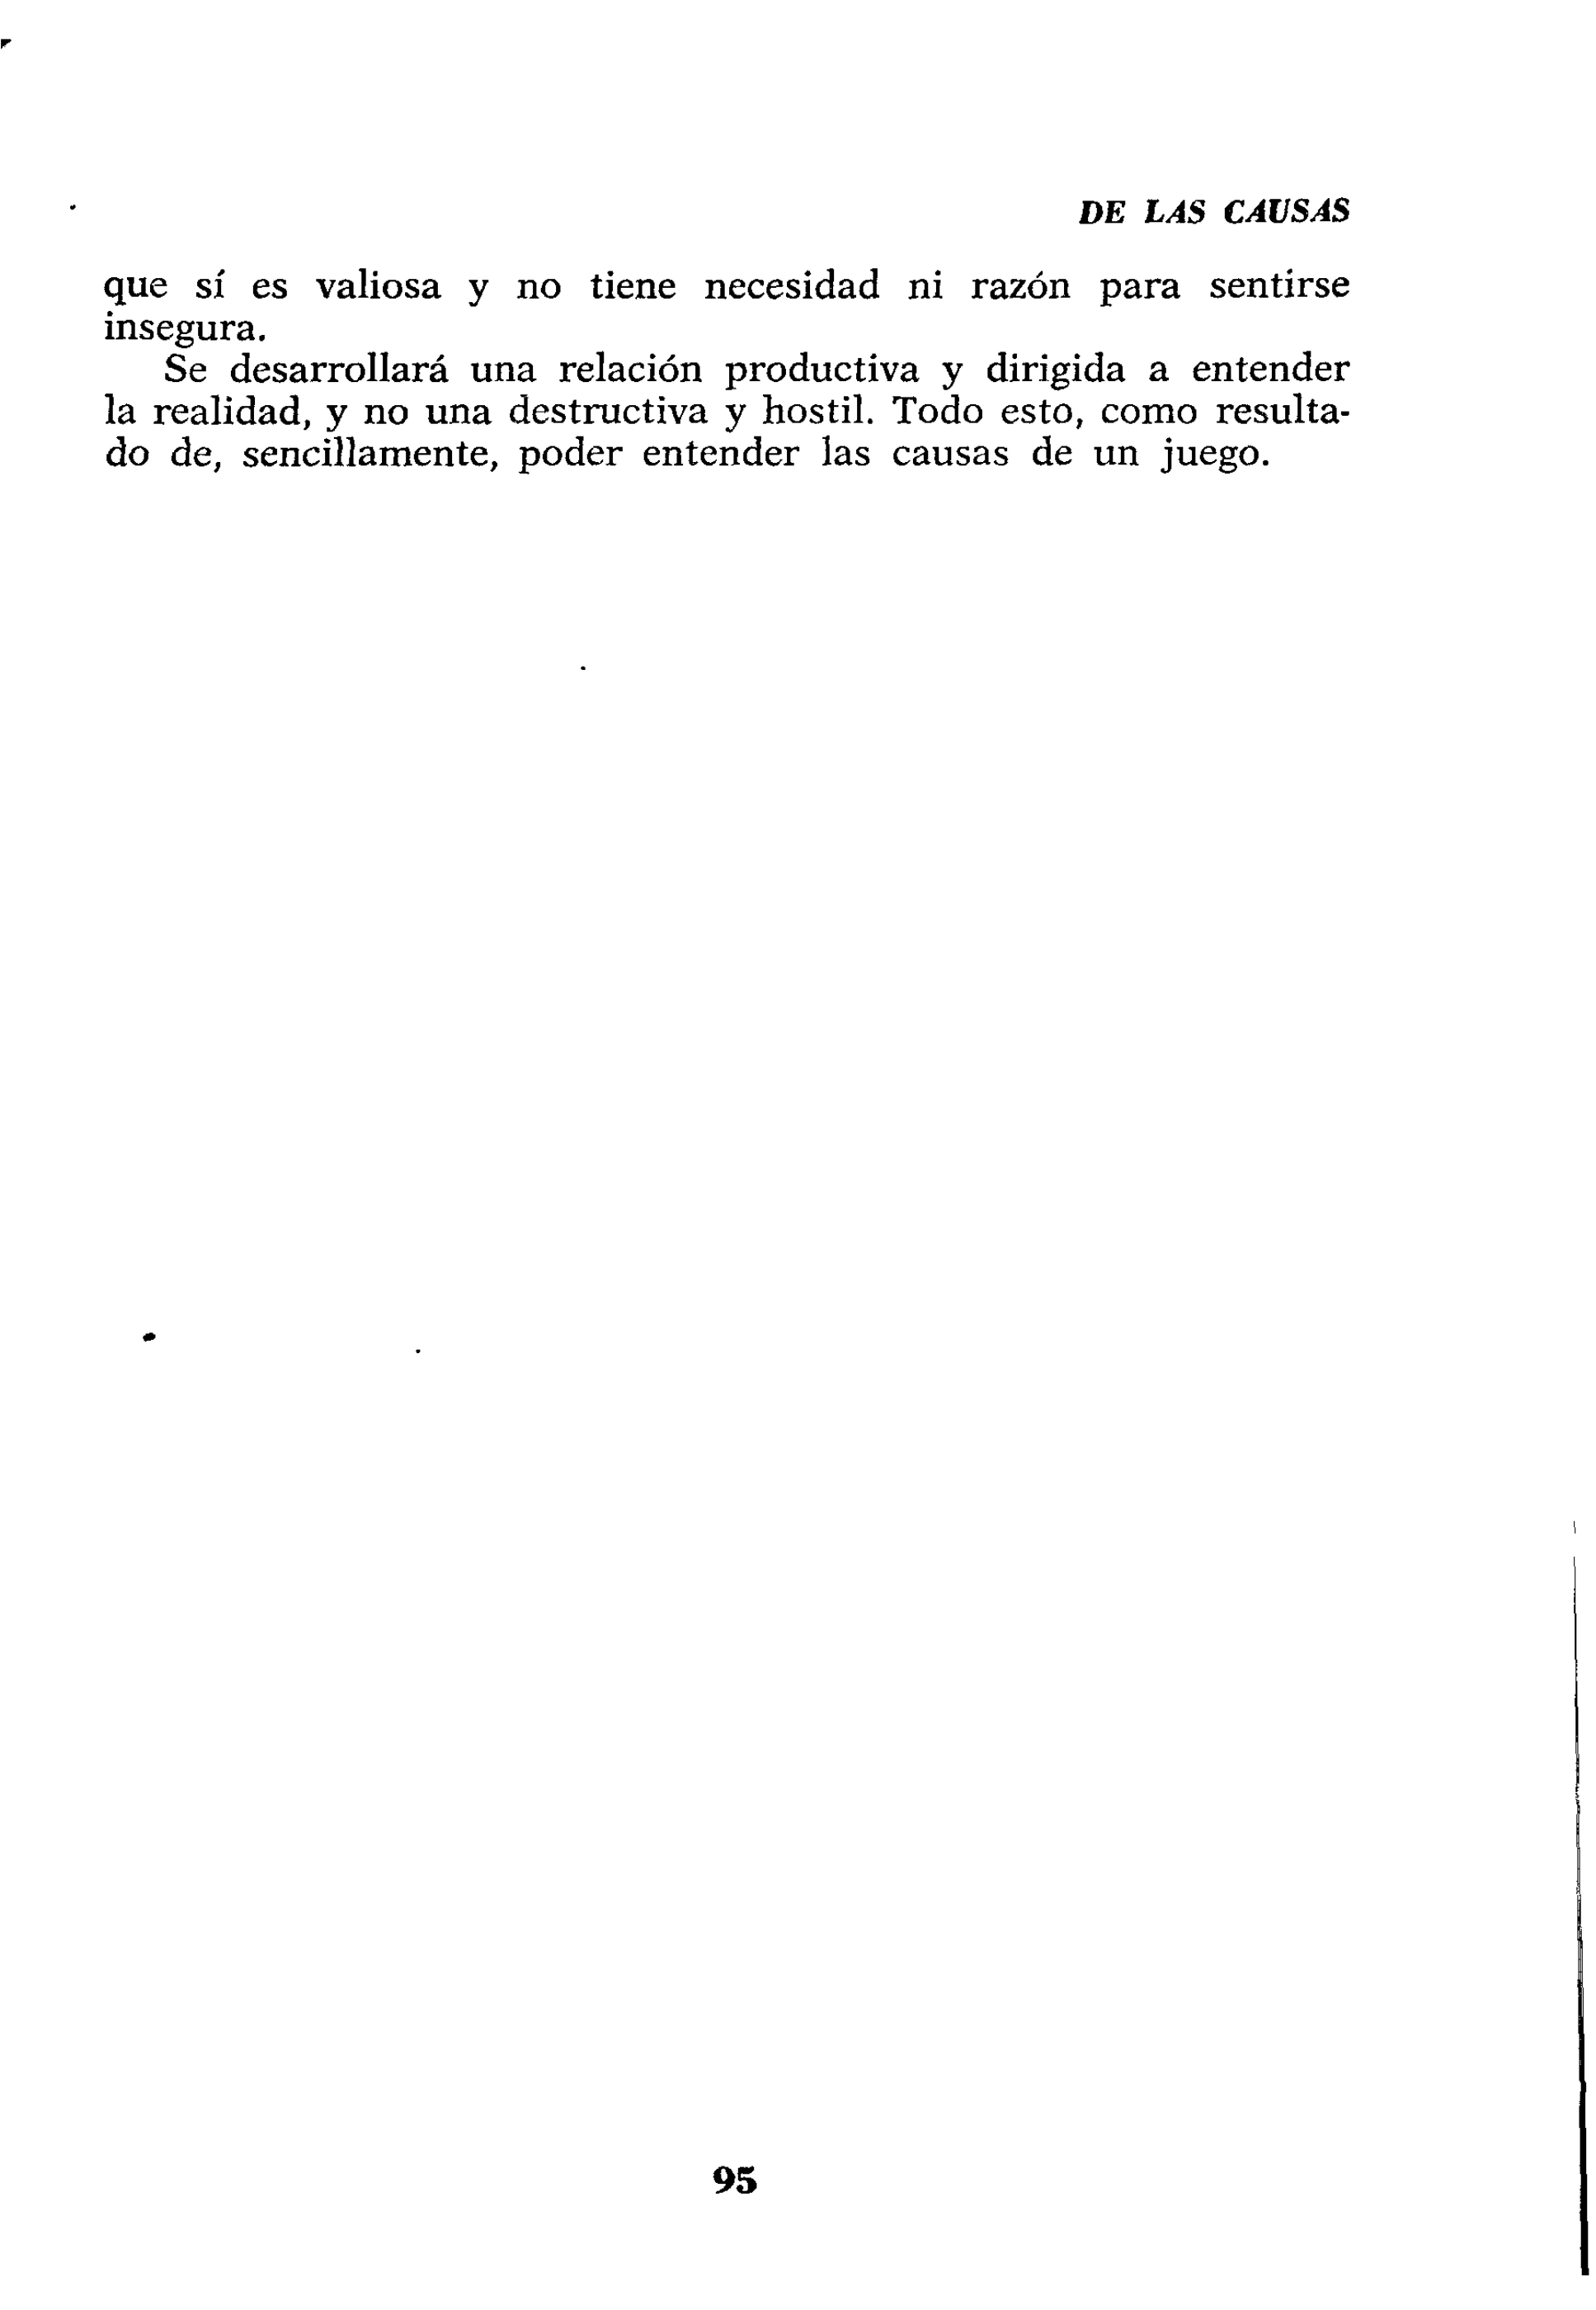 DE LAS CAUSAS
que sí es valiosa y no tiene necesidad ni razón para sentirse
insegura.
Se desarrollará una relación productiva y dirigida a entender
la realidad, y no una destructiva y hostil. Todo esto, como resulta-
do de, sencillamente, poder entender las causas de un juego.
95